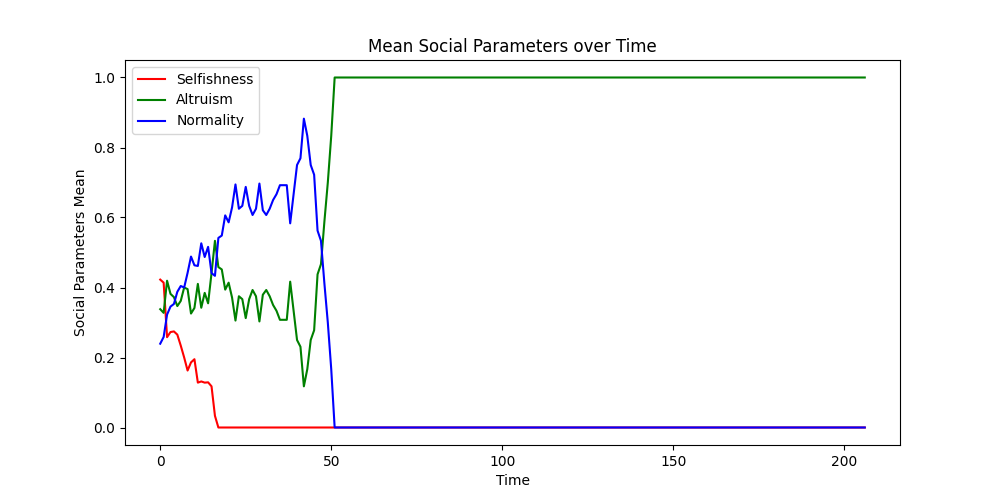 Mean Social Parameters over Time
Selfishness
Altruism
Normality
Social Parameters Mean
1.0
0.8
0.6
0.4
0.2
0.0
0
50
100
150
200
Time